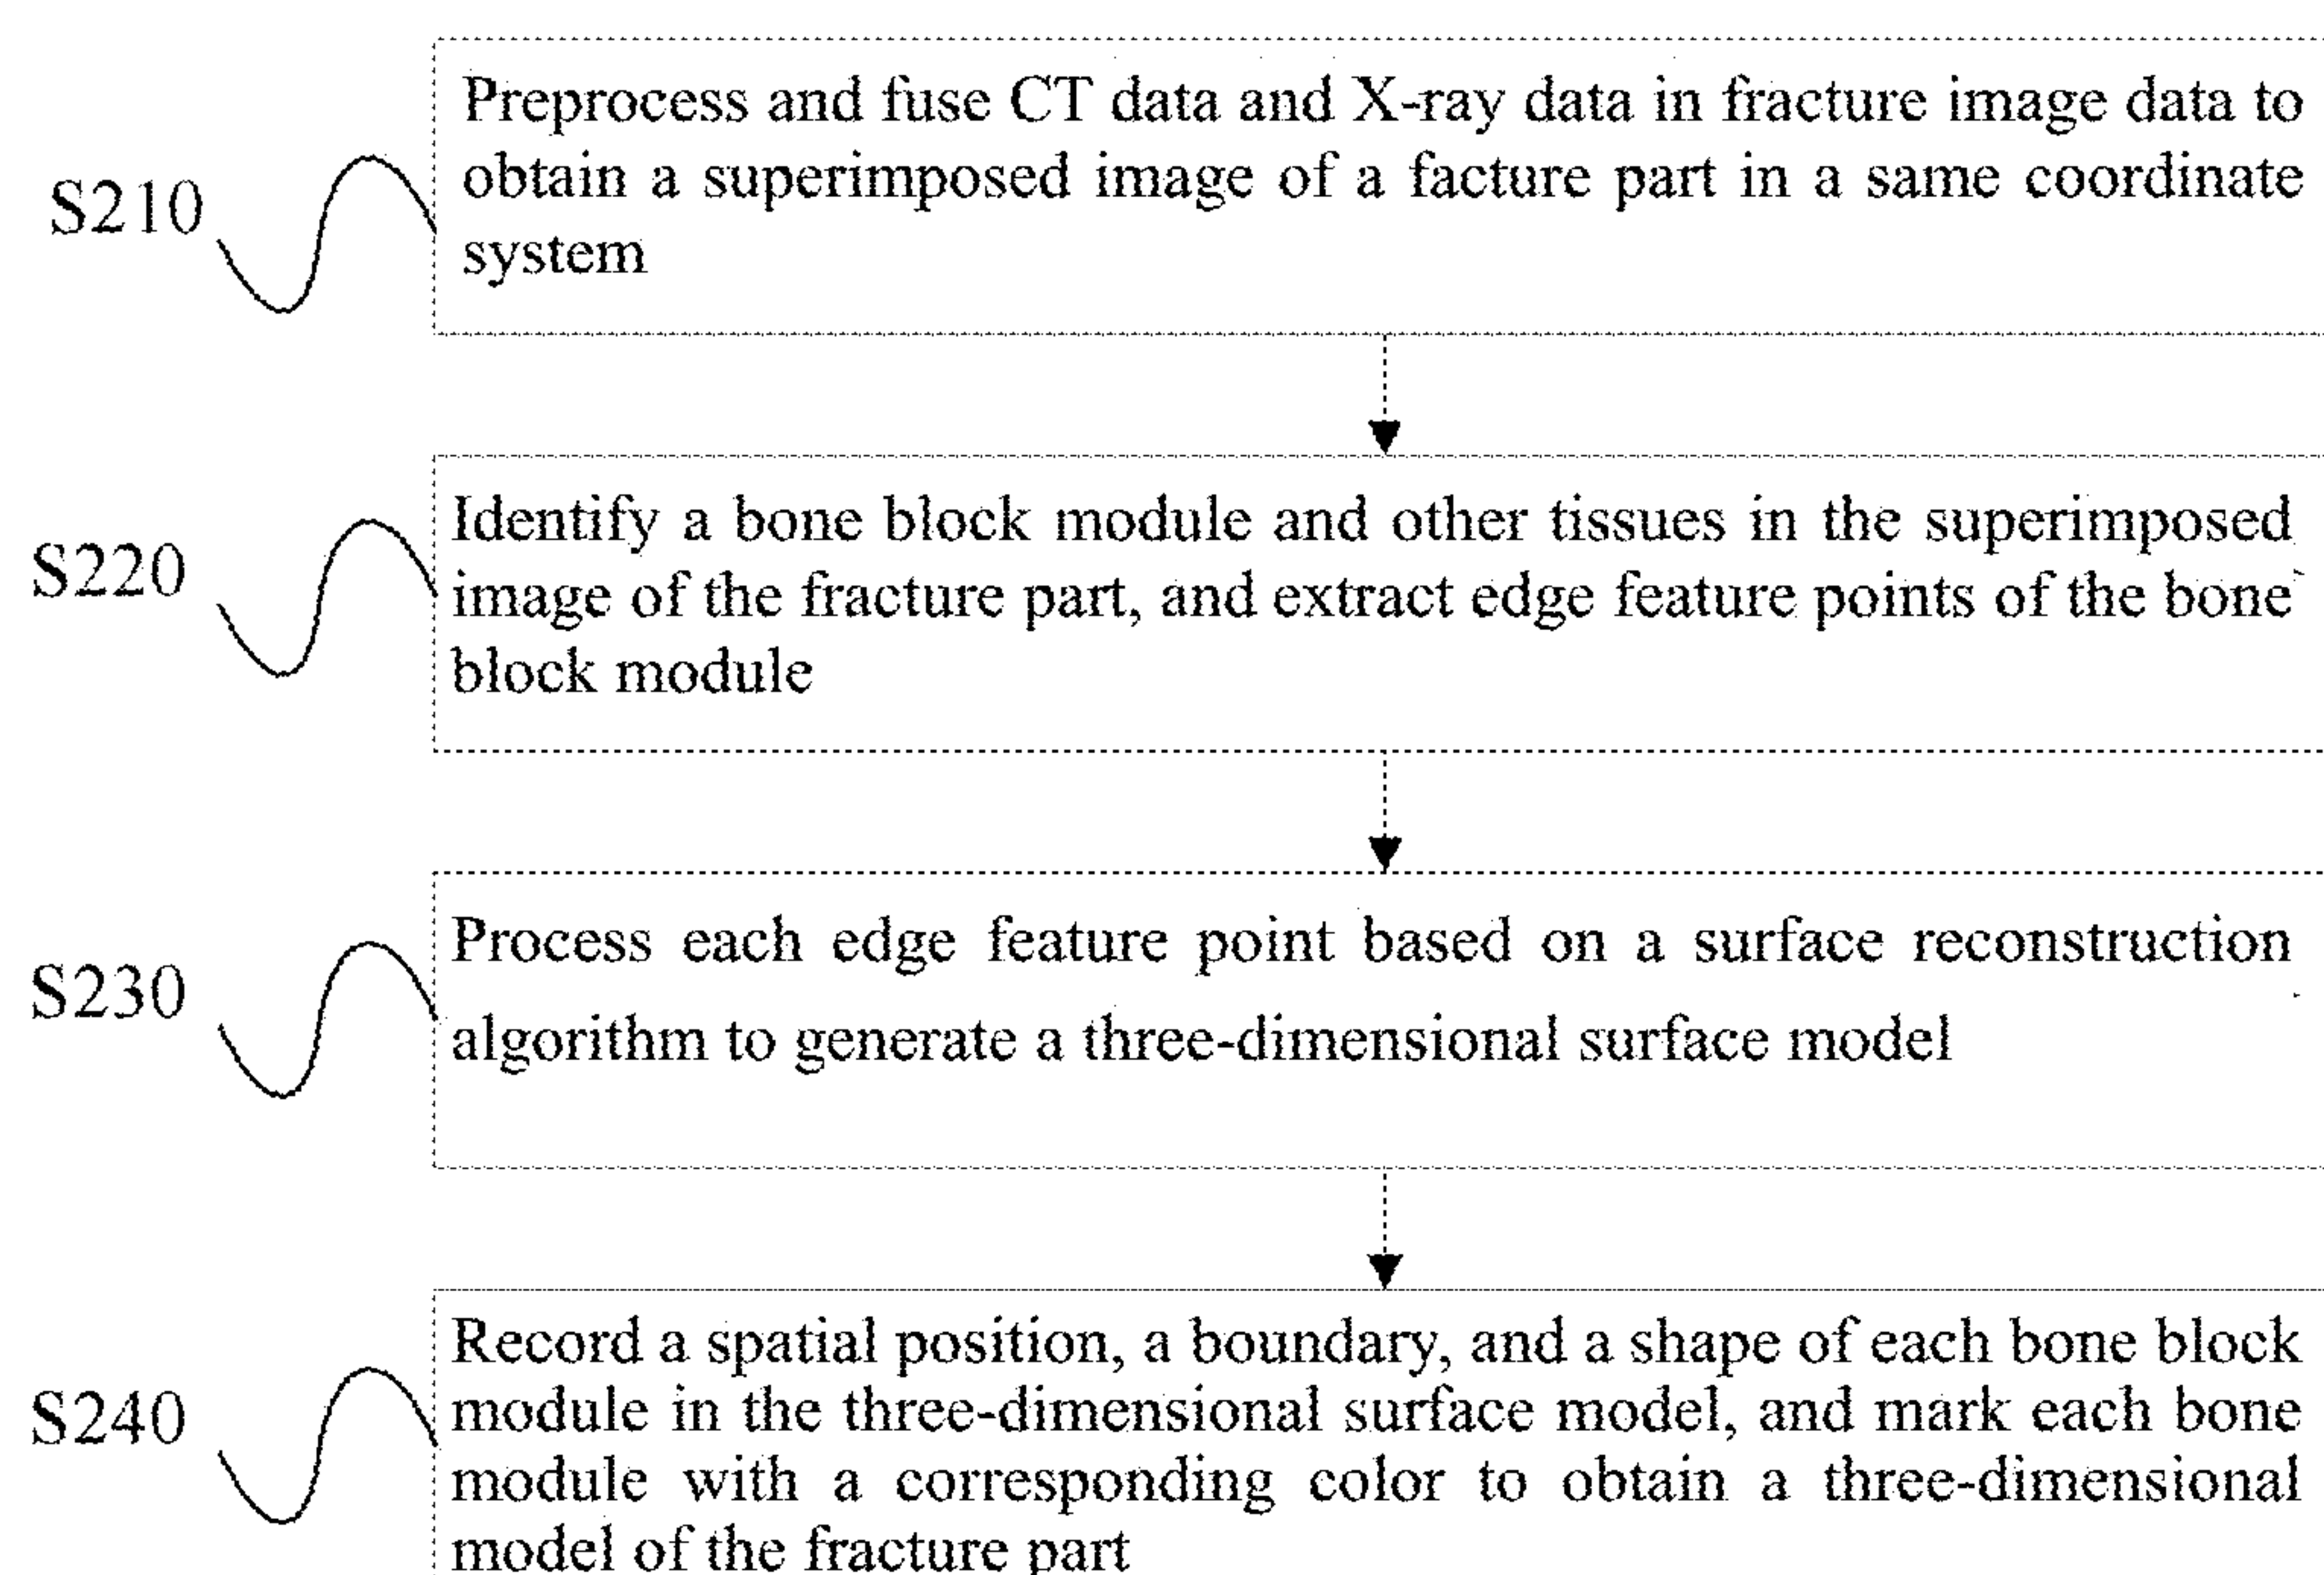 Preprocess and fuse CT data and X-ray data in fracture image data to
S210
obtain a superimposed image of a facture part in a same coordinate
system
Identify a bone block module and other tissues in the superimposed
S220
image of the fracture part, and extract edge feature points of the bone
block module
Process each edge feature point based on a surface reconstruction
S230
algorithm to generate a three-dimensional surface model
Record a spatial position, a boundary, and a shape of each bone block
S240
module in the three-dimensional surface model, and mark each bone
module with a corresponding color to obtain a three-dimensional
model of the fracture part